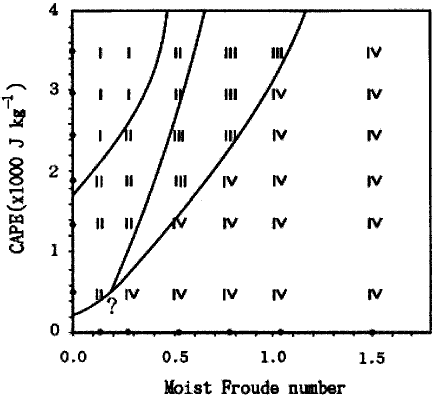 4
I I II III III IV
3
I I II III IV IV
I II III III IV IV
2
II II III IV IV IV
II II IV IV IV IV
1
II IV IV IV IV IV
?
0
0.0 0.5 1.0 1.5
Moist Froude number
CAPE(x1000 J kg⁻¹)